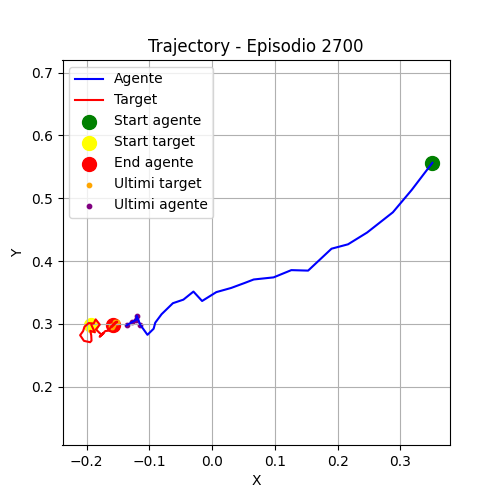 Trajectory - Episodio 2700
Agente
Target
Start agente
Start target
End agente
Ultimi target
Ultimi agente
Y
0.7
0.6
0.5
0.4
0.3
0.2
−0.2 −0.1 0.0 0.1 0.2 0.3
X